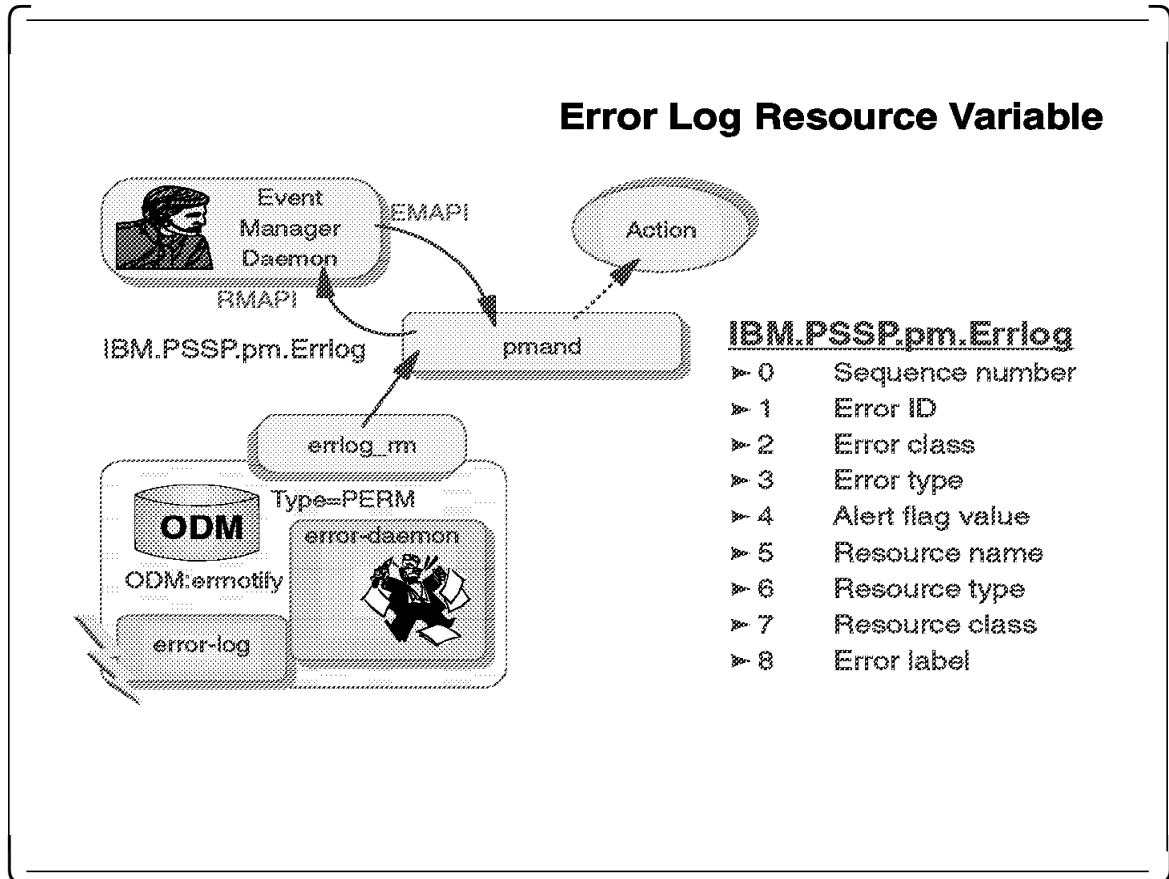 Error Log Resource Variable
Event
Manager
Daemon
EMAPI
Action
RMAPI
IBM.PSSP.pm.Errlog
pmand
errlog_rm
Type=PERM
ODM
error-daemon
ODM:errnotify
error-log
IBM.PSSP.pm.Errlog
➢ 0 Sequence number
➢ 1 Error ID
➢ 2 Error class
➢ 3 Error type
➢ 4 Alert flag value
➢ 5 Resource name
➢ 6 Resource type
➢ 7 Resource class
➢ 8 Error label